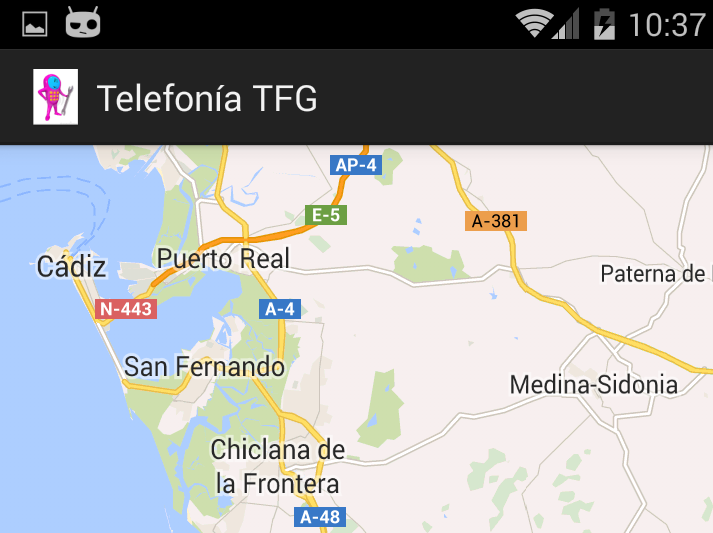 10:37
Telefonía TFG
AP-4
E-5
A-381
Cádiz
Puerto Real
Paterna de
N-443
A-4
San Fernando
Medina-Sidonia
Chiclana de
la Frontera
A-48